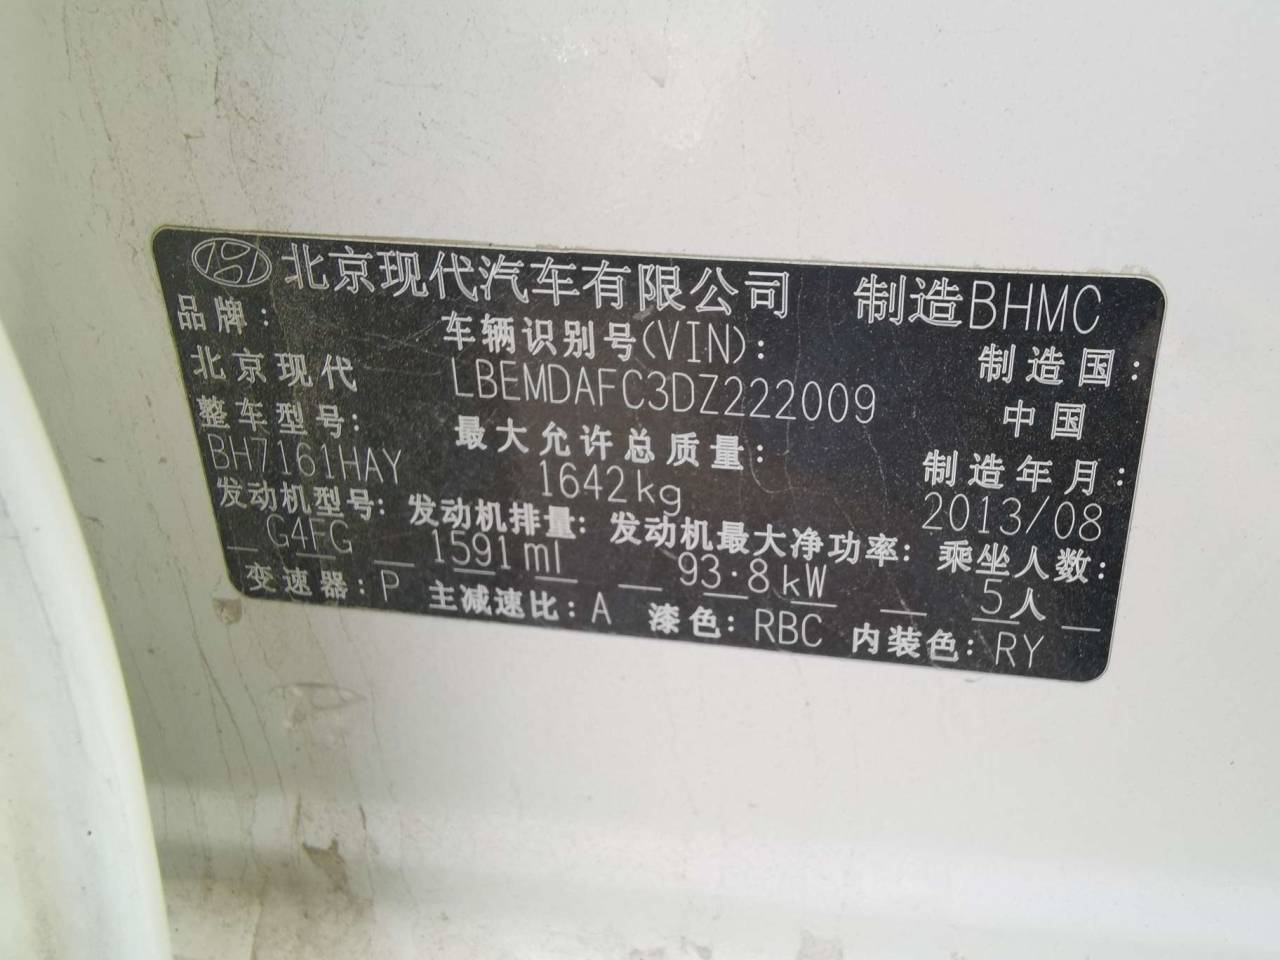 北京现代汽车有限公司 制造BHMC
品牌: 车辆识别号(VIN): 制造国:
北京现代 LBEMDAFC3DZ222009 中国
整车型号: 最大允许总质量: 制造年月:
BH7161HAY 1642kg 2013/08
发动机型号: 发动机排量: 发动机最大净功率: 乘坐人数:
G4FG 1591ml 93.8kW 5人
变速器: P 主减速比: A 漆色: RBC 内装色: RY